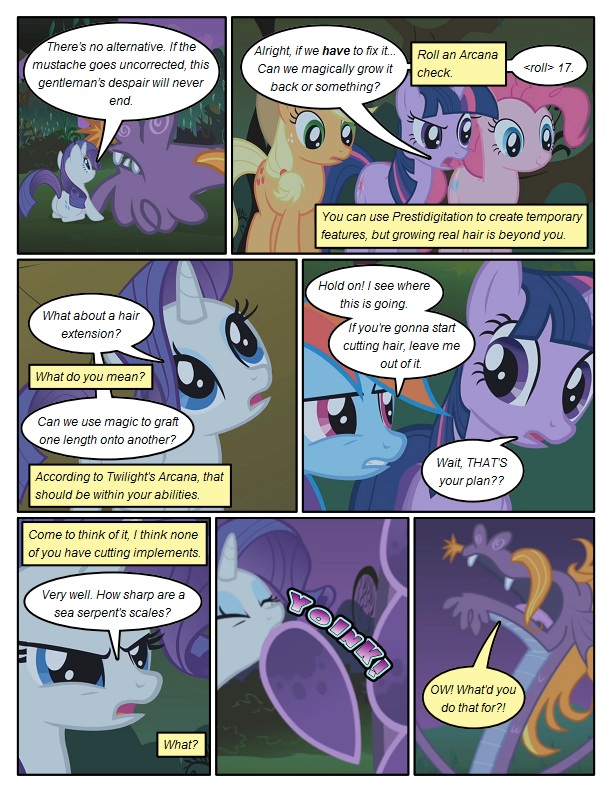 There's no alternative. If the
mustache goes uncorrected, this
gentleman's despair will never
end.
Alright, if we have to fix it...
Can we magically grow it
back or something?
Roll an Arcana
check.
<roll> 17.
You can use Prestidigitation to create temporary
features, but growing real hair is beyond you.
What about a hair
extension?
What do you mean?
Can we use magic to graft
one length onto another?
According to Twilight's Arcana, that
should be within your abilities.
Hold on! I see where
this is going.
If you're gonna start
cutting hair, leave me
out of it.
Wait, THAT'S
your plan??
Come to think of it, I think none
of you have cutting implements.
Very well. How sharp are a
sea serpent's scales?
What?
YOINK!
OW! What'd you
do that for?!